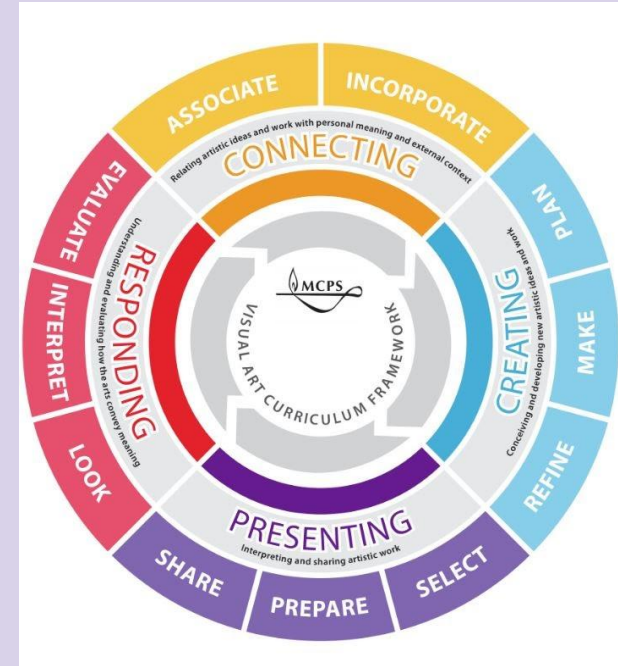 ASSOCIATE
INCORPORATE
Relating artistic ideas and work with personal meaning and external context
CONNECTING
PLAN
MAKE
REFINE
CREATING
Conceiving and developing new artistic ideas and work
SELECT
PREPARE
SHARE
PRESENTING
Interpreting and sharing artistic work
LOOK
INTERPRET
EVALUATE
RESPONDING
Understanding and evaluating how the arts convey meaning
MCPS
VISUAL ART CURRICULUM FRAMEWORK